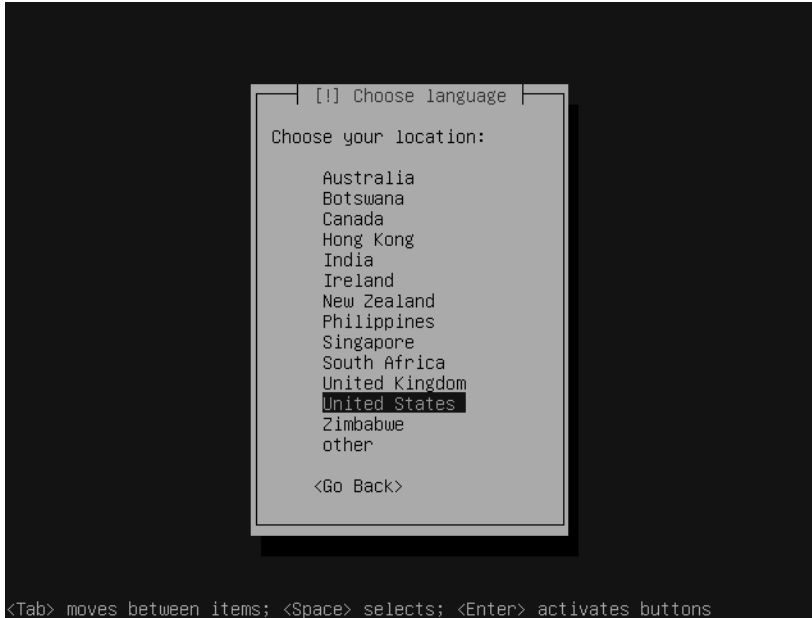 [!] Choose language
Choose your location:
Australia
Botswana
Canada
Hong Kong
India
Ireland
New Zealand
Philippines
Singapore
South Africa
United Kingdom
United States
Zimbabwe
other
<Go Back>
<Tab> moves between items; <Space> selects; <Enter> activates buttons